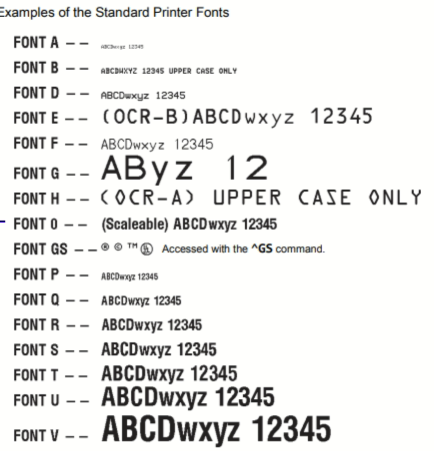 Examples of the Standard Printer Fonts
FONT A – – ABCDwxyz 12345
FONT B – – ABCDWXYZ 12345 UPPER CASE ONLY
FONT D – – ABCDwxyz 12345
FONT E – – (OCR-B)ABCDwxyz 12345
FONT F – – ABCDwxyz 12345
FONT G – – AByz 12
FONT H – – (OCR-A) UPPER CASE ONLY
FONT 0 – – (Scaleable) ABCDwxyz 12345
FONT GS – – ® © ™ Accessed with the ^GS command.
FONT P – – ABCDwxyz 12345
FONT Q – – ABCDwxyz 12345
FONT R – – ABCDwxyz 12345
FONT S – – ABCDwxyz 12345
FONT T – – ABCDwxyz 12345
FONT U – – ABCDwxyz 12345
FONT V – – ABCDwxyz 12345